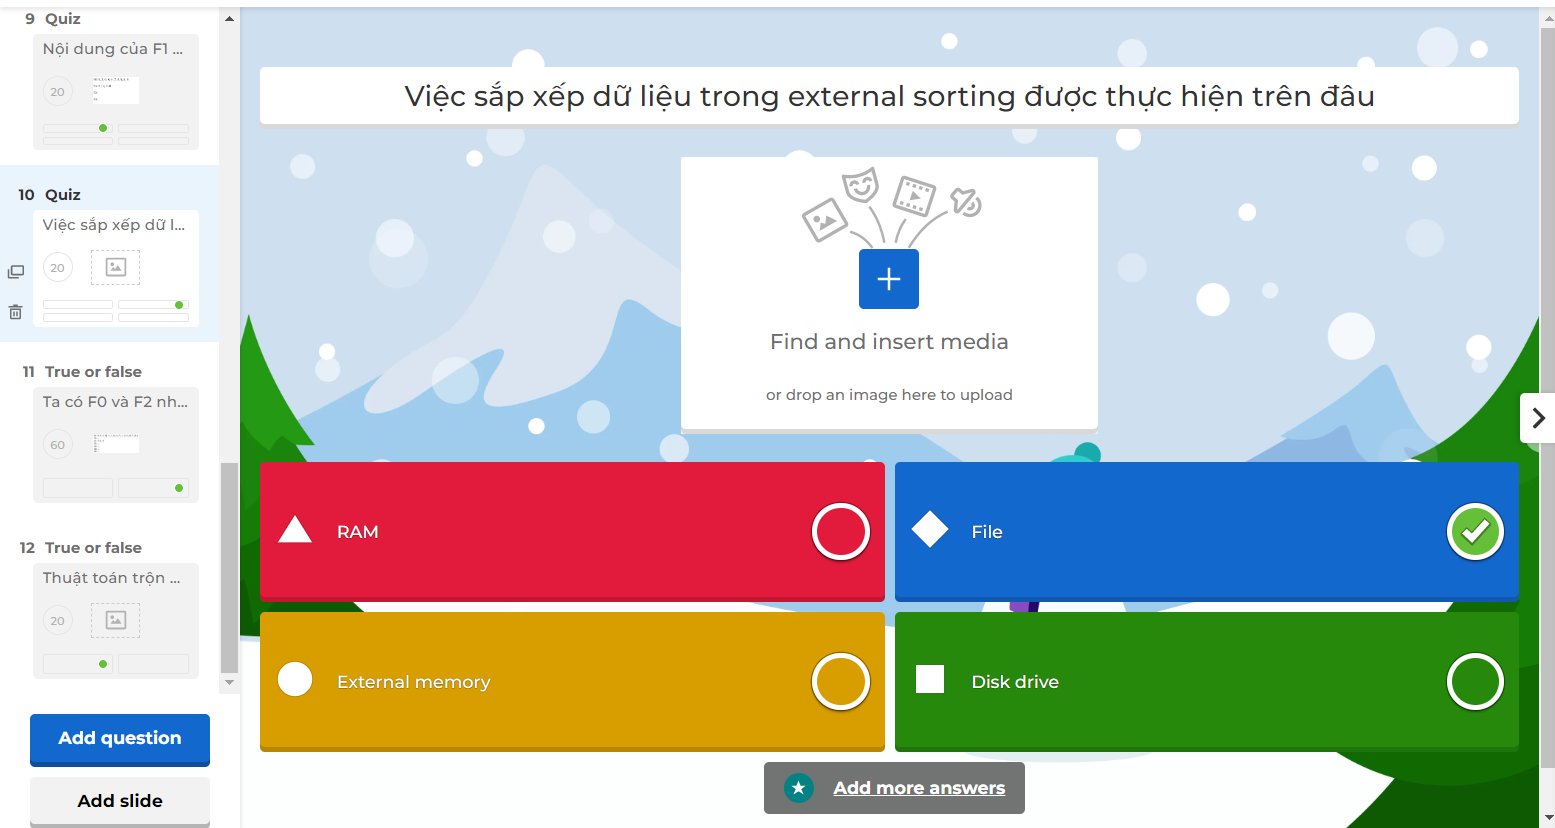 9 Quiz
Nội dung của F1 ...
20
10 Quiz
Việc sắp xếp dữ l...
20
11 True or false
Ta có F0 và F2 nh...
60
12 True or false
Thuật toán trộn ...
20
Add question
Add slide
Việc sắp xếp dữ liệu trong external sorting được thực hiện trên đâu
Find and insert media
or drop an image here to upload
RAM
File
External memory
Disk drive
Add more answers